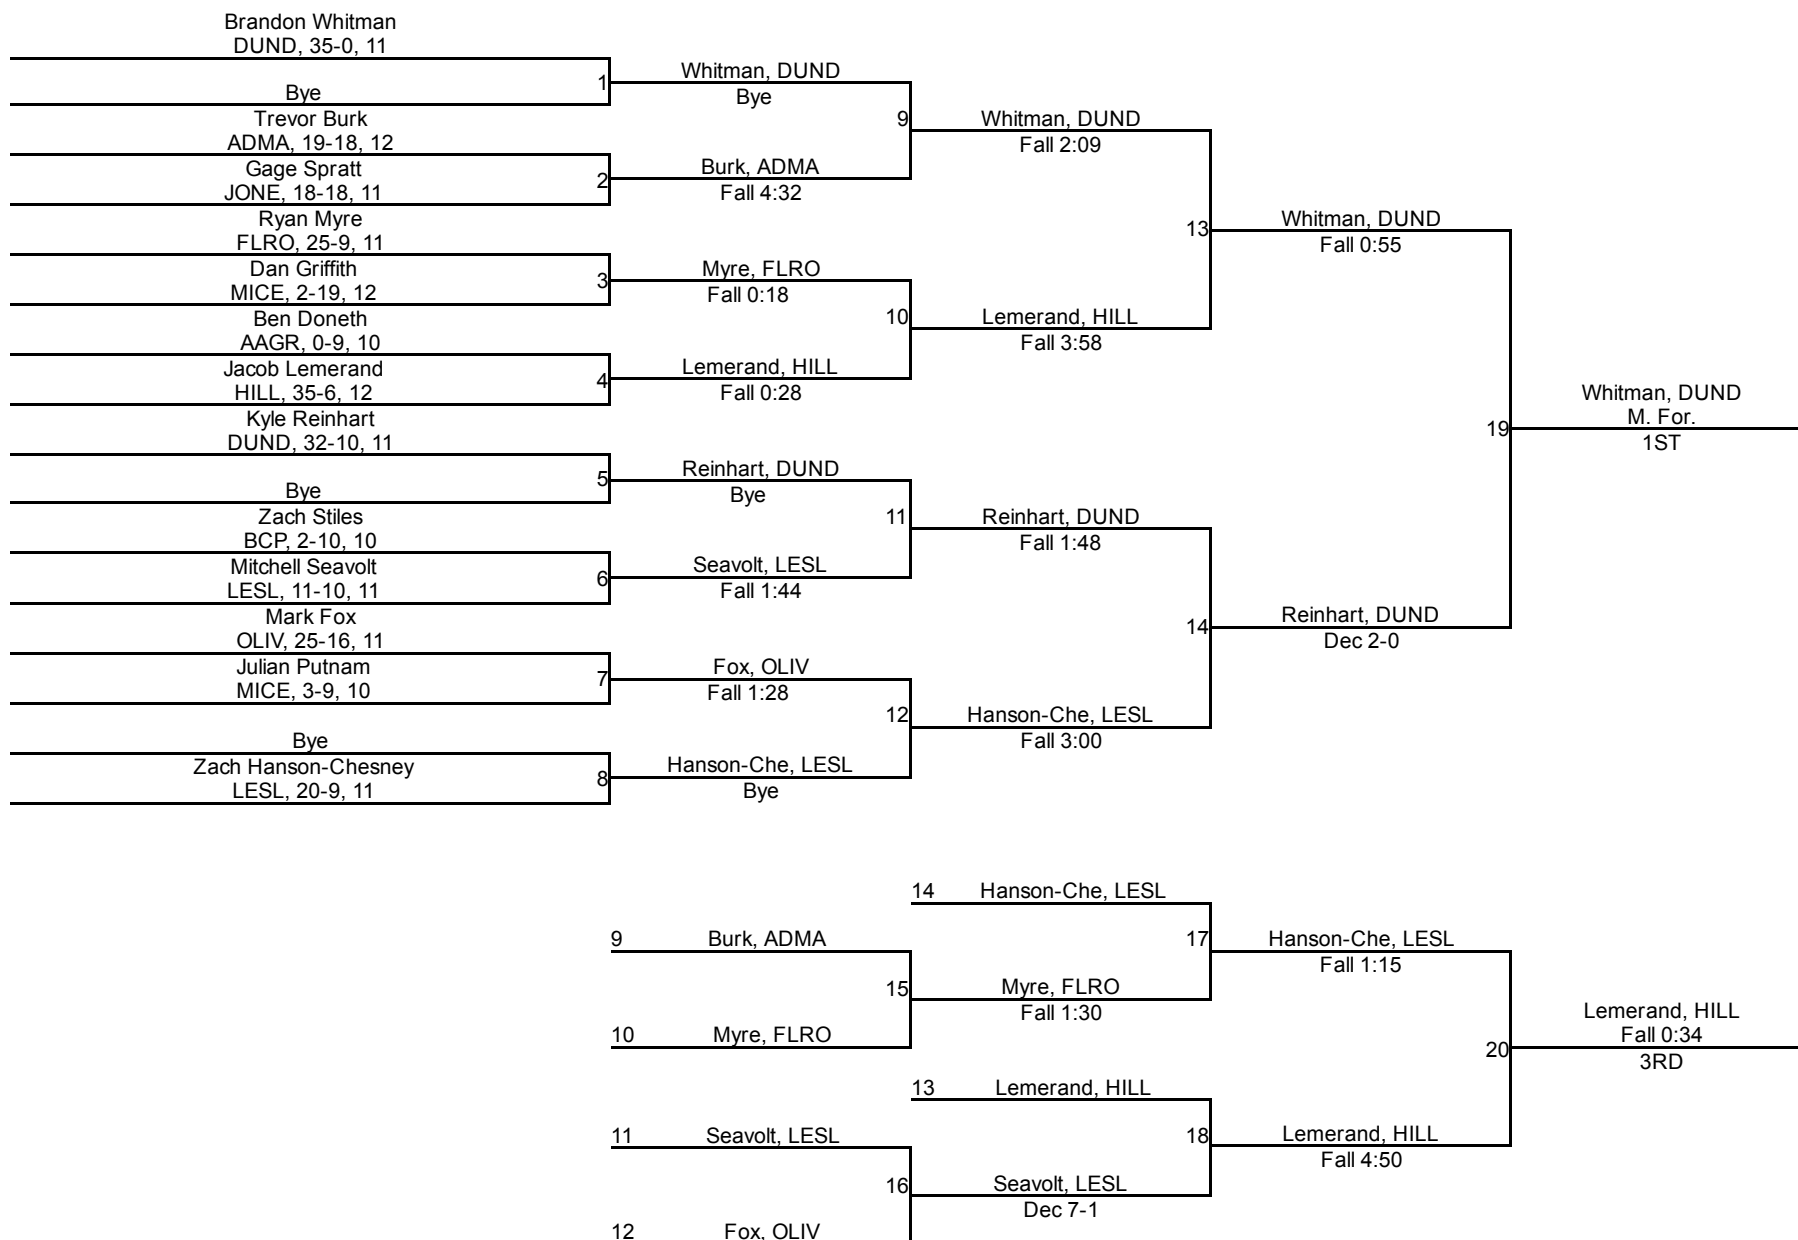 Brandon Whitman
DUND, 35-0, 11
Bye
1
Trevor Burk
ADMA, 19-18, 12
Gage Spratt
JONE, 18-18, 11
2
Ryan Myre
FLRO, 25-9, 11
Dan Griffith
MICE, 2-19, 12
3
Ben Doneth
AAGR, 0-9, 10
Jacob Lemerand
HILL, 35-6, 12
4
Kyle Reinhart
DUND, 32-10, 11
Bye
5
Zach Stiles
BCP, 2-10, 10
Mitchell Seavolt
LESL, 11-10, 11
6
Mark Fox
OLIV, 25-16, 11
Julian Putnam
MICE, 3-9, 10
7
Bye
Zach Hanson-Chesney
LESL, 20-9, 11
8
Whitman, DUND
Bye
9
Burk, ADMA
Fall 4:32
Myre, FLRO
Fall 0:18
10
Lemerand, HILL
Fall 0:28
Reinhart, DUND
Bye
11
Seavolt, LESL
Fall 1:44
Fox, OLIV
Fall 1:28
12
Hanson-Che, LESL
Bye
Whitman, DUND
Fall 2:09
13
Lemerand, HILL
Fall 3:58
Reinhart, DUND
Fall 1:48
14
Hanson-Che, LESL
Fall 3:00
Whitman, DUND
Fall 0:55
19
Reinhart, DUND
Dec 2-0
Whitman, DUND
M. For.
1ST
14 Hanson-Che, LESL
9 Burk, ADMA
17
15
Myre, FLRO
Fall 1:30
10 Myre, FLRO
Hanson-Che, LESL
Fall 1:15
13 Lemerand, HILL
11 Seavolt, LESL
18
16
Seavolt, LESL
Dec 7-1
12 Fox, OLIV
Lemerand, HILL
Fall 4:50
20
Lemerand, HILL
Fall 0:34
3RD